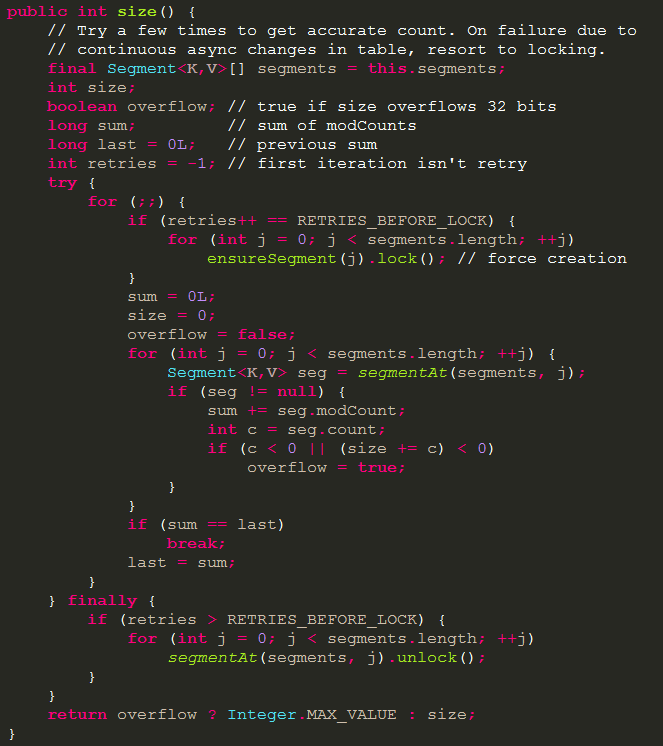 public int size() {
    // Try a few times to get accurate count. On failure due to
    // continuous async changes in table, resort to locking.
    final Segment<K,V>[] segments = this.segments;
    int size;
    boolean overflow; // true if size overflows 32 bits
    long sum;         // sum of modCounts
    long last = 0L;   // previous sum
    int retries = -1; // first iteration isn't retry
    try {
        for (;;) {
            if (retries++ == RETRIES_BEFORE_LOCK) {
                for (int j = 0; j < segments.length; ++j)
                    ensureSegment(j).lock(); // force creation
            }
            sum = 0L;
            size = 0;
            overflow = false;
            for (int j = 0; j < segments.length; ++j) {
                Segment<K,V> seg = segmentAt(segments, j);
                if (seg != null) {
                    sum += seg.modCount;
                    int c = seg.count;
                    if (c < 0 || (size += c) < 0)
                        overflow = true;
                }
            }
            if (sum == last)
                break;
            last = sum;
        }
    } finally {
        if (retries > RETRIES_BEFORE_LOCK) {
            for (int j = 0; j < segments.length; ++j)
                segmentAt(segments, j).unlock();
        }
    }
    return overflow ? Integer.MAX_VALUE : size;
}